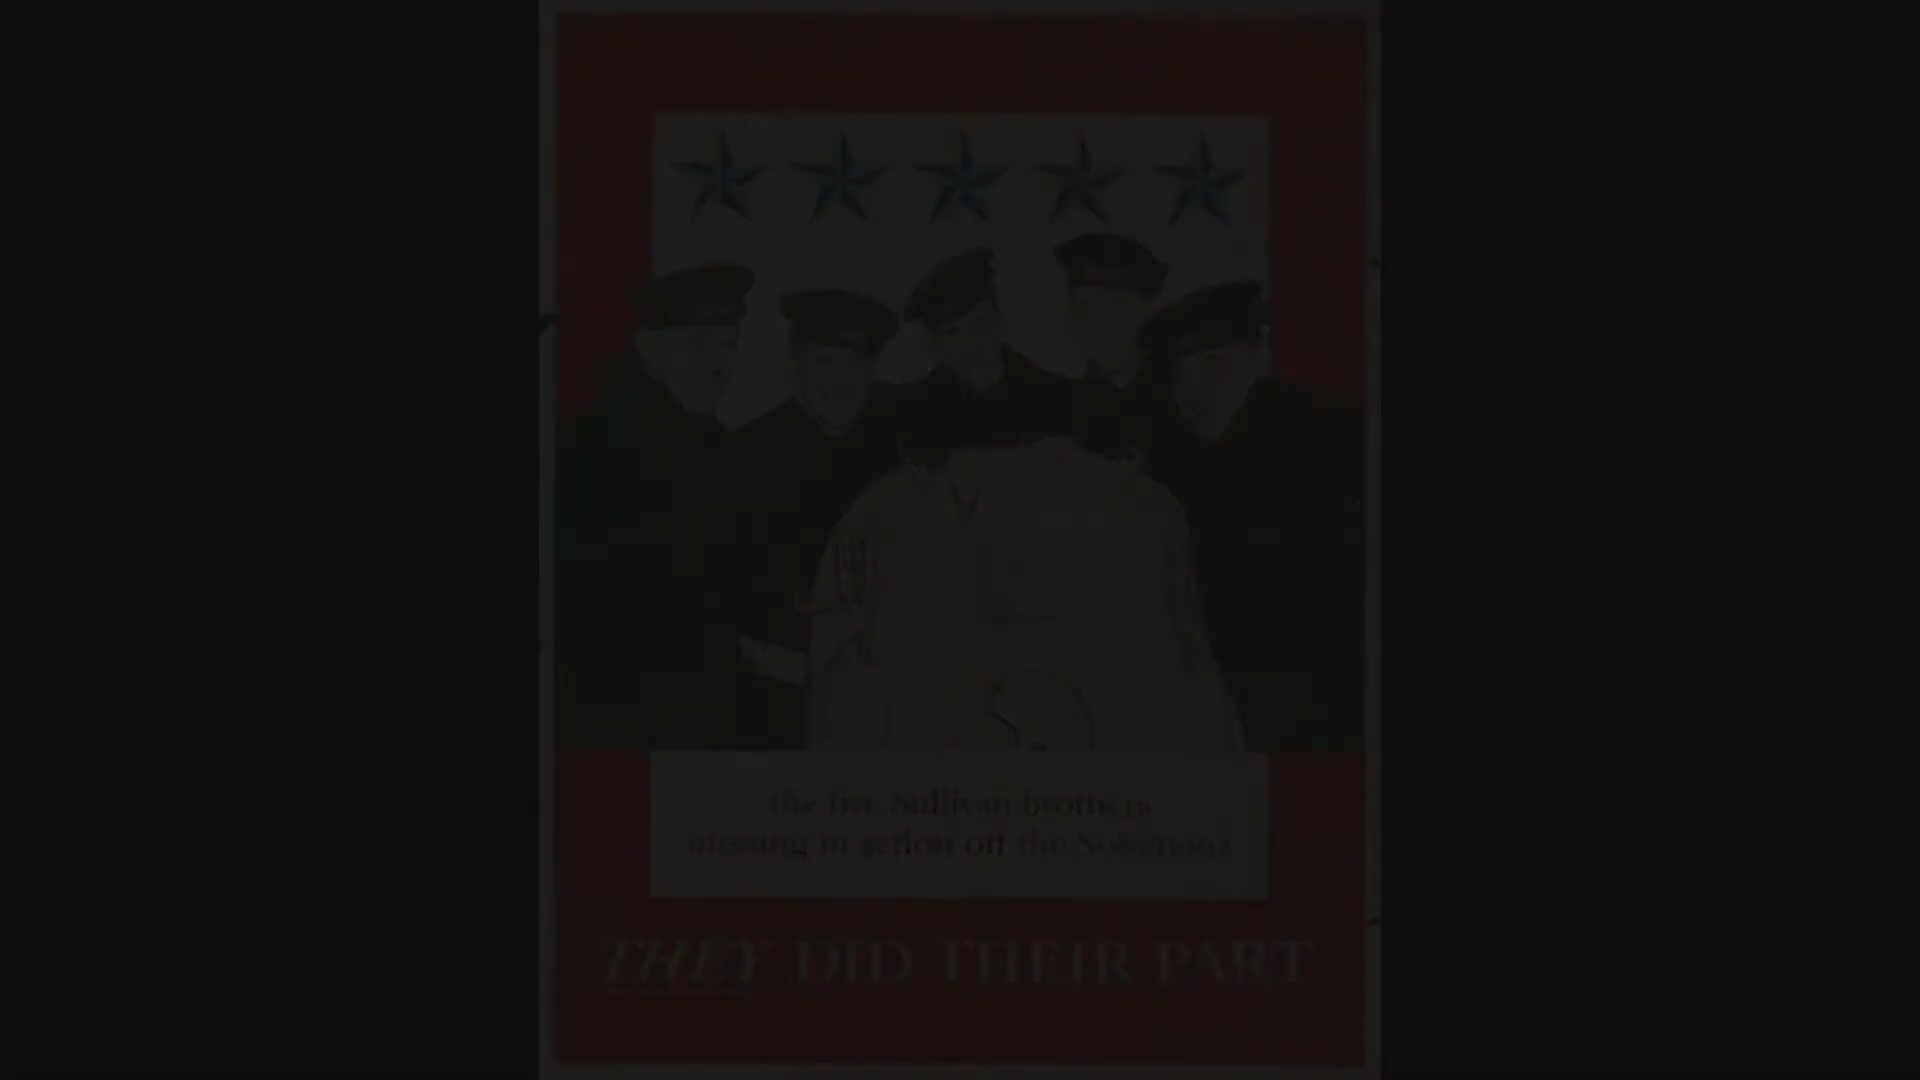 the five Sullivan brothers
missing in action off the Solomons
THEY DID THEIR PART